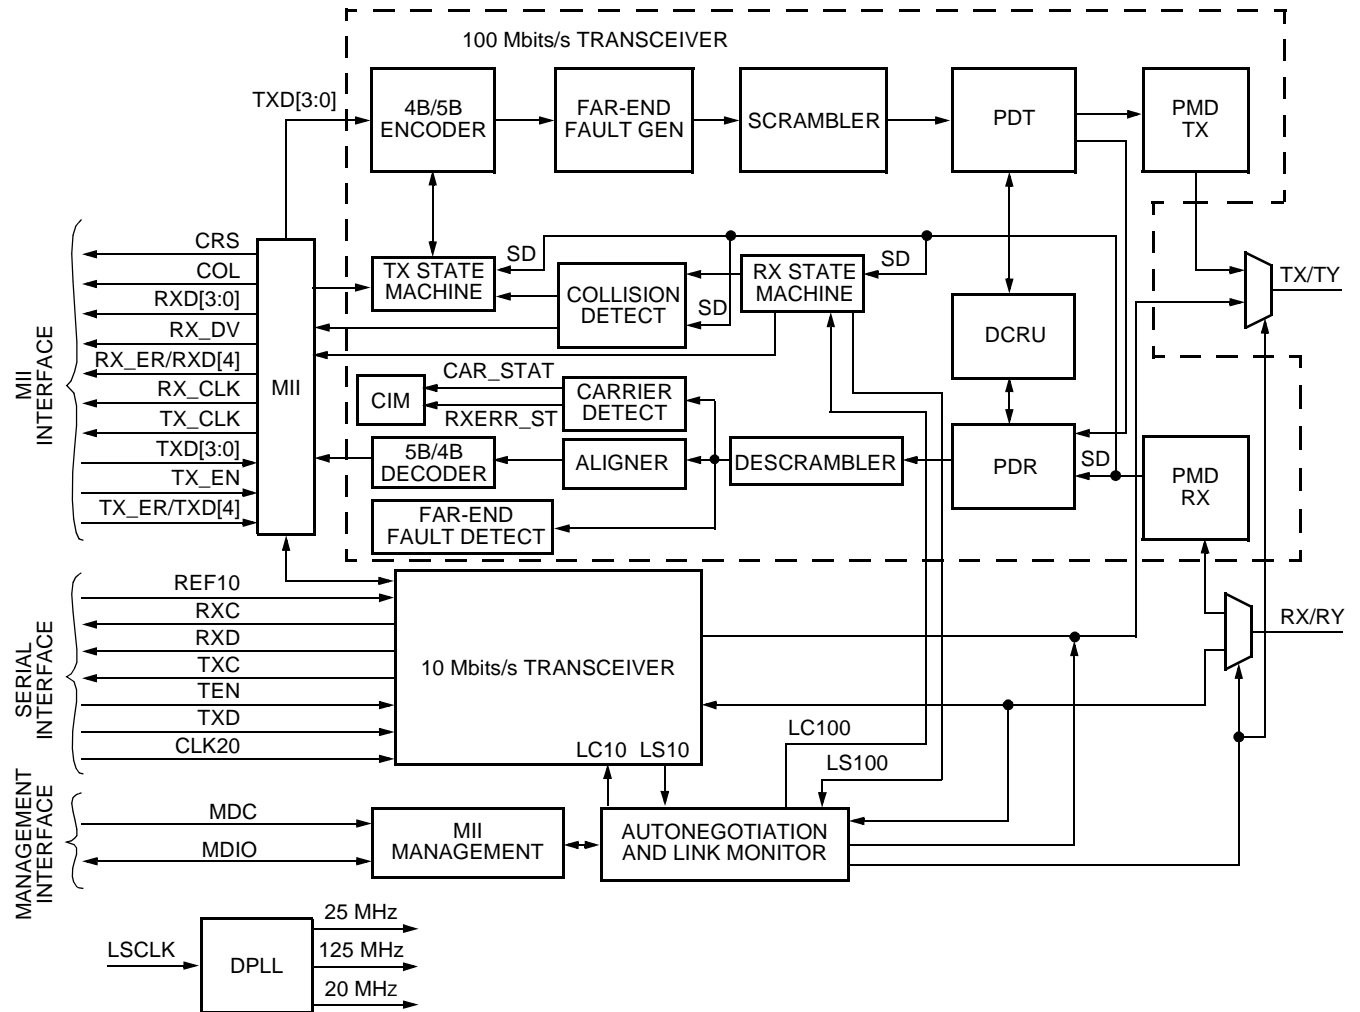 100 Mbits/s TRANSCEIVER
TXD[3:0]
4B/5B
ENCODER
FAR-END
FAULT GEN
SCRAMBLER
PDT
PMD
TX
MII
INTERFACE
CRS
COL
RXD[3:0]
RX_DV
RX_ER/RXD[4]
RX_CLK
TX_CLK
TXD[3:0]
TX_EN
TX_ER/TXD[4]
MII
TX STATE
MACHINE
SD
COLLISION
DETECT
SD
RX STATE
MACHINE
SD
DCRU
TX/TY
CIM
CAR_STAT
RXERR_ST
CARRIER
DETECT
5B/4B
DECODER
ALIGNER
DESCRAMBLER
PDR
SD
PMD
RX
FAR-END
FAULT DETECT
SERIAL
INTERFACE
REF10
RXC
RXD
TXC
TEN
TXD
CLK20
10 Mbits/s TRANSCEIVER
LC10
LS10
RX/RY
LC100
LS100
MANAGEMENT
INTERFACE
MDC
MDIO
MII
MANAGEMENT
AUTONEGOTIATION
AND LINK MONITOR
LSCLK
DPLL
25 MHz
125 MHz
20 MHz